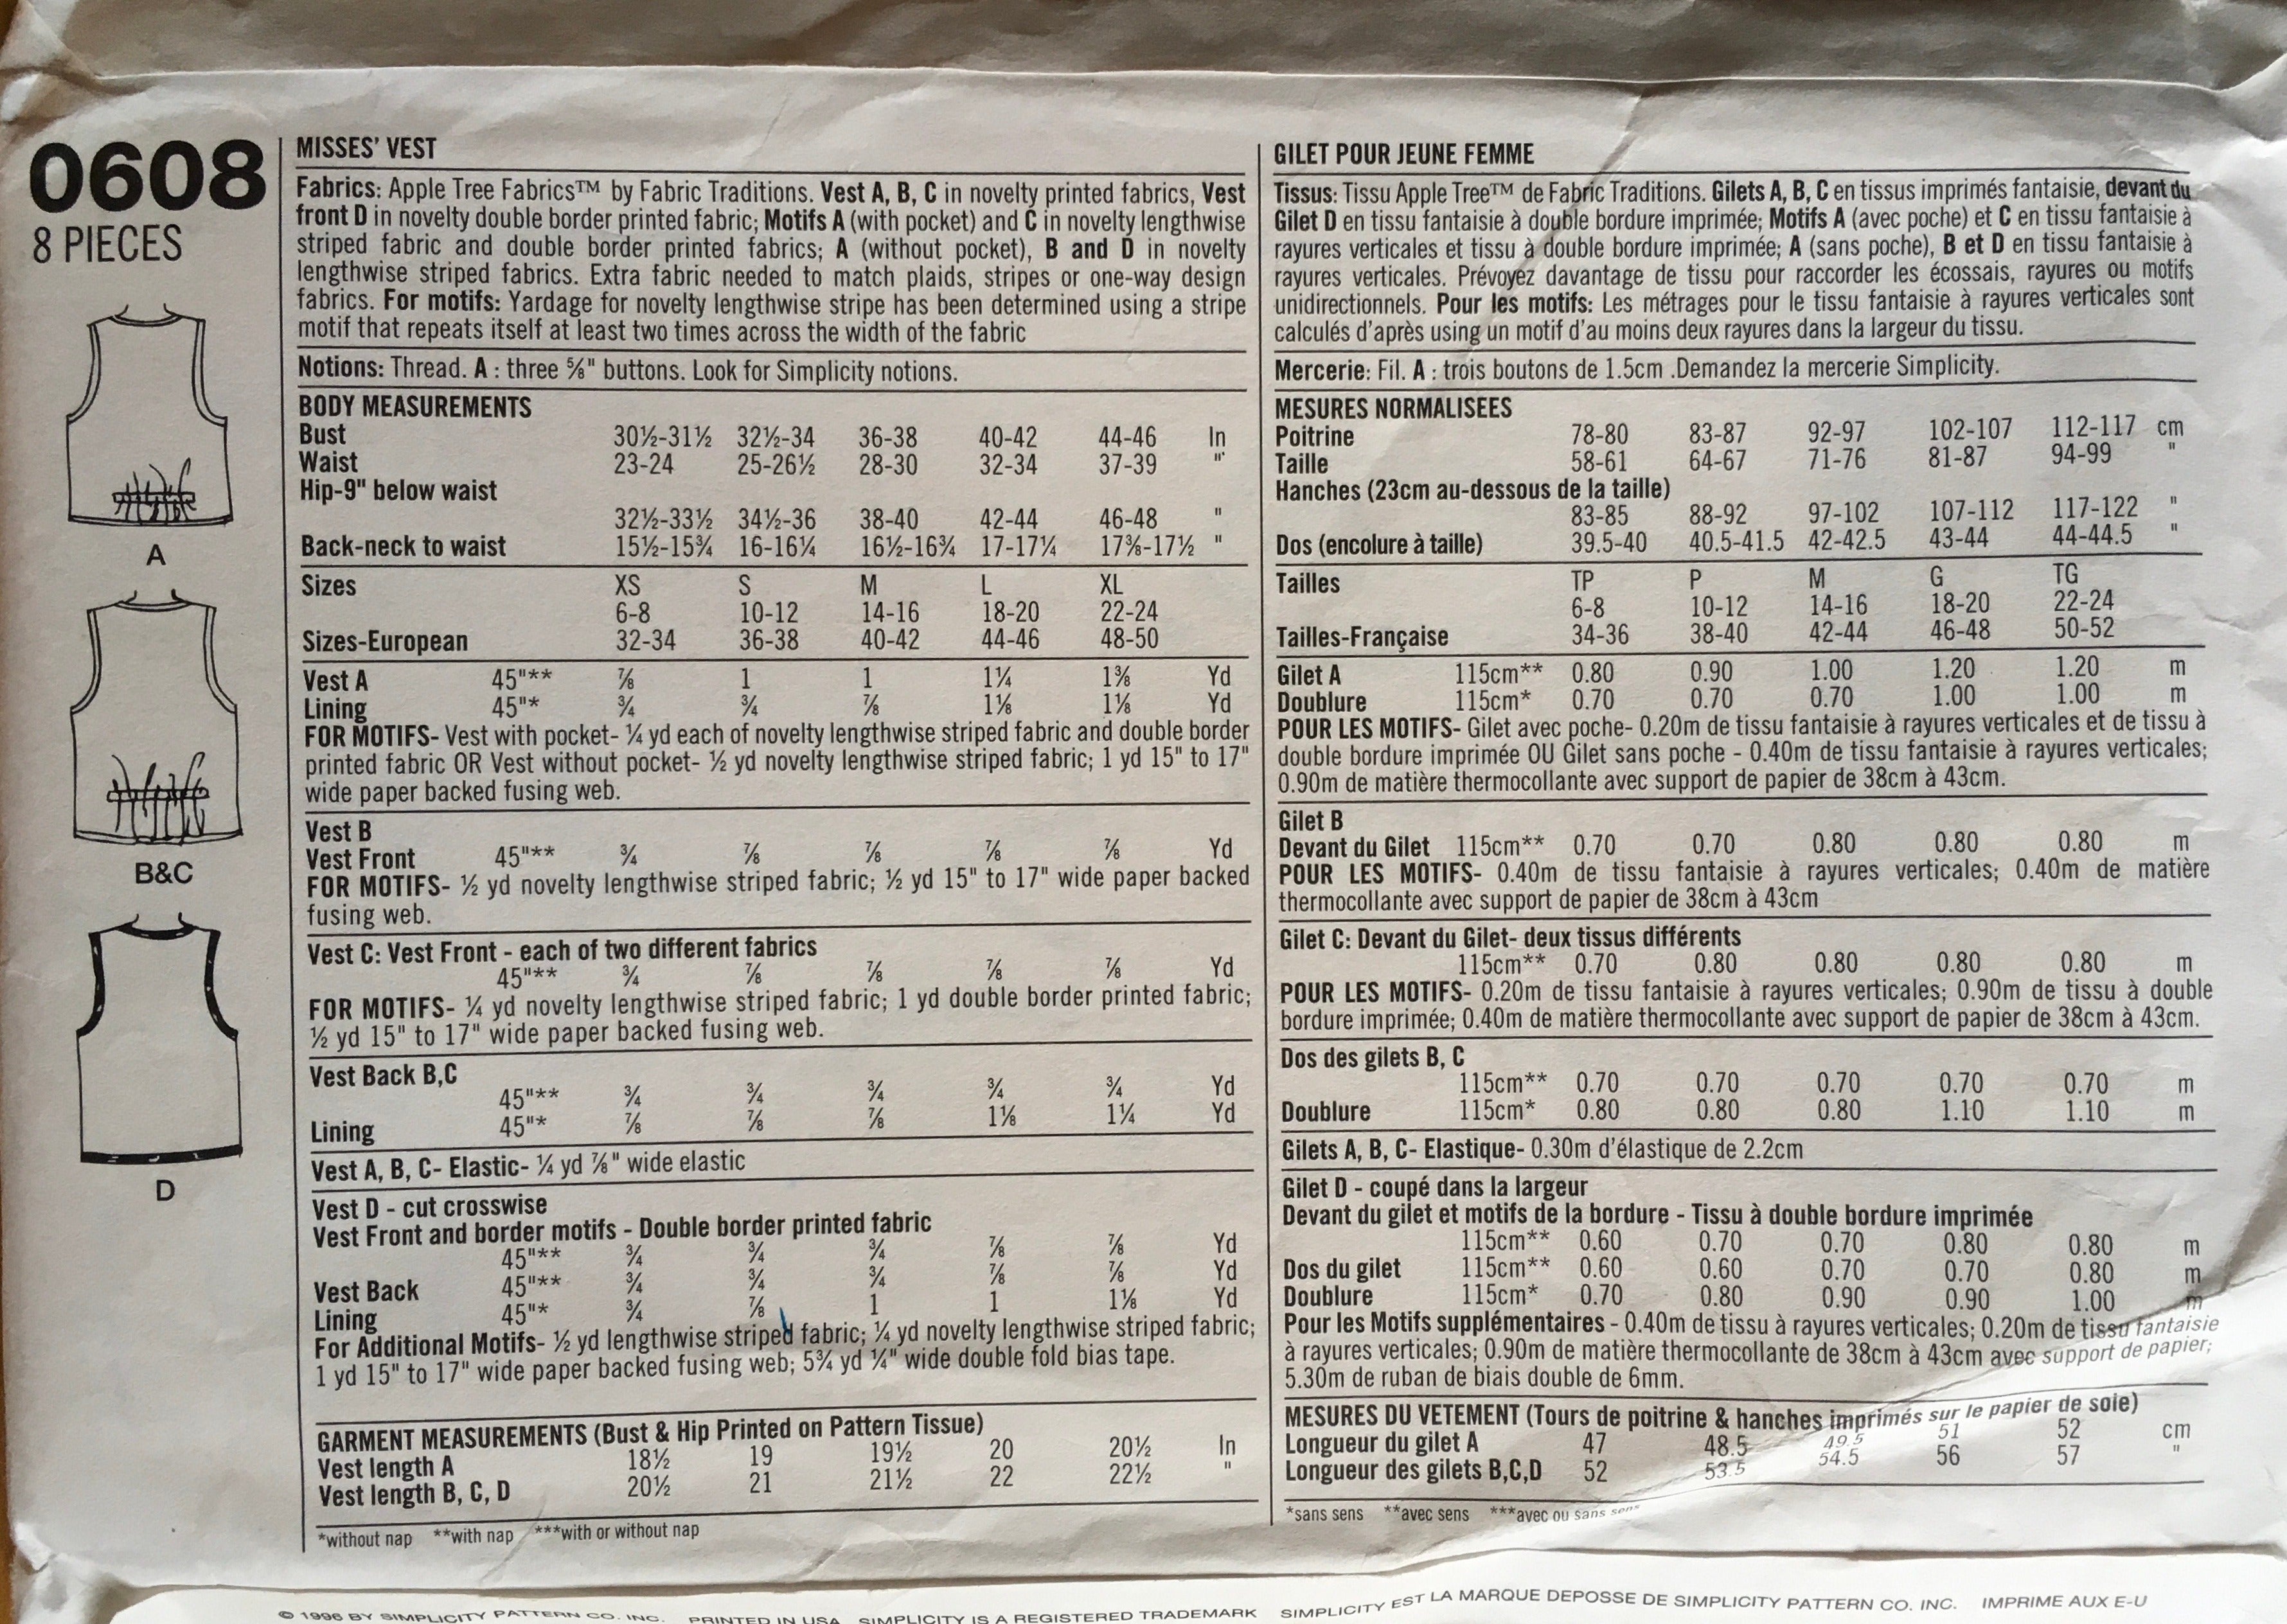 0608
8 PIECES
A
B&C
D
MISSES' VEST
Fabrics: Apple Tree Fabrics™ by Fabric Traditions. Vest A, B, C in novelty printed fabrics, Vest
front D in novelty double border printed fabric; Motifs A (with pocket) and C in novelty lengthwise
striped fabric and double border printed fabrics; A (without pocket), B and D in novelty
lengthwise striped fabrics. Extra fabric needed to match plaids, stripes or one-way design
fabrics. For motifs: Yardage for novelty lengthwise stripe has been determined using a stripe
motif that repeats itself at least two times across the width of the fabric
Notions: Thread. A : three ⅝" buttons. Look for Simplicity notions.
BODY MEASUREMENTS
Bust 30½-31½ 32½-34 36-38 40-42 44-46 In
Waist 23-24 25-26½ 28-30 32-34 37-39 "
Hip-9" below waist
32½-33½ 34½-36 38-40 42-44 46-48 "
Back-neck to waist 15½-15¾ 16-16¼ 16½-16¾ 17-17¼ 17⅜-17½ "
Sizes XS S M L XL
6-8 10-12 14-16 18-20 22-24
Sizes-European 32-34 36-38 40-42 44-46 48-50
Vest A 45"** ⅞ 1 1 1¼ 1⅜ Yd
Lining 45"* ¾ ¾ ⅞ 1⅛ 1⅛ Yd
FOR MOTIFS- Vest with pocket- ¼ yd each of novelty lengthwise striped fabric and double border
printed fabric OR Vest without pocket- ½ yd novelty lengthwise striped fabric; 1 yd 15" to 17"
wide paper backed fusing web.
Vest B
Vest Front 45"** ¾ ⅞ ⅞ ⅞ ⅞ Yd
FOR MOTIFS- ½ yd novelty lengthwise striped fabric; ½ yd 15" to 17" wide paper backed
fusing web.
Vest C: Vest Front - each of two different fabrics
45"** ¾ ⅞ ⅞ ⅞ ⅞ Yd
FOR MOTIFS- ¼ yd novelty lengthwise striped fabric; 1 yd double border printed fabric;
½ yd 15" to 17" wide paper backed fusing web.
Vest Back B,C
45"** ¾ ¾ ¾ ¾ ¾ Yd
Lining 45"* ⅞ ⅞ ⅞ 1⅛ 1¼ Yd
Vest A, B, C- Elastic- ¼ yd ⅞" wide elastic
Vest D - cut crosswise
Vest Front and border motifs - Double border printed fabric
45"** ¾ ¾ ¾ ⅞ ⅞ Yd
Vest Back 45"** ¾ ¾ ¾ ⅞ ⅞ Yd
Lining 45"* ¾ ⅞ 1 1 1⅛ Yd
For Additional Motifs- ½ yd lengthwise striped fabric; ¼ yd novelty lengthwise striped fabric;
1 yd 15" to 17" wide paper backed fusing web; 5¾ yd ¼" wide double fold bias tape.
GARMENT MEASUREMENTS (Bust & Hip Printed on Pattern Tissue)
Vest length A 18½ 19 19½ 20 20½ In
Vest length B, C, D 20½ 21 21½ 22 22½ "
*without nap **with nap ***with or without nap
GILET POUR JEUNE FEMME
Tissus: Tissu Apple Tree™ de Fabric Traditions. Gilets A, B, C en tissus imprimés fantaisie, devant du
Gilet D en tissu fantaisie à double bordure imprimée; Motifs A (avec poche) et C en tissu fantaisie à
rayures verticales et tissu à double bordure imprimée; A (sans poche), B et D en tissu fantaisie à
rayures verticales. Prévoyez davantage de tissu pour raccorder les écossais, rayures ou motifs
unidirectionnels. Pour les motifs: Les métrages pour le tissu fantaisie à rayures verticales sont
calculés d'après using un motif d'au moins deux rayures dans la largeur du tissu.
Mercerie: Fil. A : trois boutons de 1.5cm .Demandez la mercerie Simplicity.
MESURES NORMALISEES
Poitrine 78-80 83-87 92-97 102-107 112-117 cm
Taille 58-61 64-67 71-76 81-87 94-99 "
Hanches (23cm au-dessous de la taille)
83-85 88-92 97-102 107-112 117-122 "
Dos (encolure à taille) 39.5-40 40.5-41.5 42-42.5 43-44 44-44.5 "
Tailles TP P M G TG
6-8 10-12 14-16 18-20 22-24
Tailles-Française 34-36 38-40 42-44 46-48 50-52
Gilet A 115cm** 0.80 0.90 1.00 1.20 1.20 m
Doublure 115cm* 0.70 0.70 0.70 1.00 1.00 m
POUR LES MOTIFS- Gilet avec poche- 0.20m de tissu fantaisie à rayures verticales et de tissu à
double bordure imprimée OU Gilet sans poche - 0.40m de tissu fantaisie à rayures verticales;
0.90m de matière thermocollante avec support de papier de 38cm à 43cm.
Gilet B
Devant du Gilet 115cm** 0.70 0.70 0.80 0.80 0.80 m
POUR LES MOTIFS- 0.40m de tissu fantaisie à rayures verticales; 0.40m de matière
thermocollante avec support de papier de 38cm à 43cm
Gilet C: Devant du Gilet- deux tissus différents
115cm** 0.70 0.80 0.80 0.80 0.80 m
POUR LES MOTIFS- 0.20m de tissu fantaisie à rayures verticales; 0.90m de tissu à double
bordure imprimée; 0.40m de matière thermocollante avec support de papier de 38cm à 43cm.
Dos des gilets B, C
115cm** 0.70 0.70 0.70 0.70 0.70 m
Doublure 115cm* 0.80 0.80 0.80 1.10 1.10 m
Gilets A, B, C- Elastique- 0.30m d'élastique de 2.2cm
Gilet D - coupé dans la largeur
Devant du gilet et motifs de la bordure - Tissu à double bordure imprimée
115cm** 0.60 0.70 0.70 0.80 0.80 m
Dos du gilet 115cm** 0.60 0.60 0.70 0.70 0.80 m
Doublure 115cm* 0.70 0.80 0.90 0.90 1.00 m
Pour les Motifs supplémentaires - 0.40m de tissu à rayures verticales; 0.20m de tissu fantaisie
à rayures verticales; 0.90m de matière thermocollante de 38cm à 43cm avec support de papier;
5.30m de ruban de biais double de 6mm.
MESURES DU VETEMENT (Tours de poitrine & hanches imprimés sur le papier de soie)
Longueur du gilet A 47 48.5 49.5 51 52 cm
Longueur des gilets B,C,D 52 53.5 54.5 56 57 "
*sans sens **avec sens ***avec ou sans sens
© 1996 BY SIMPLICITY PATTERN CO. INC. PRINTED IN USA SIMPLICITY IS A REGISTERED TRADEMARK SIMPLICITY EST LA MARQUE DEPOSSE DE SIMPLICITY PATTERN CO. INC. IMPRIME AUX E-U